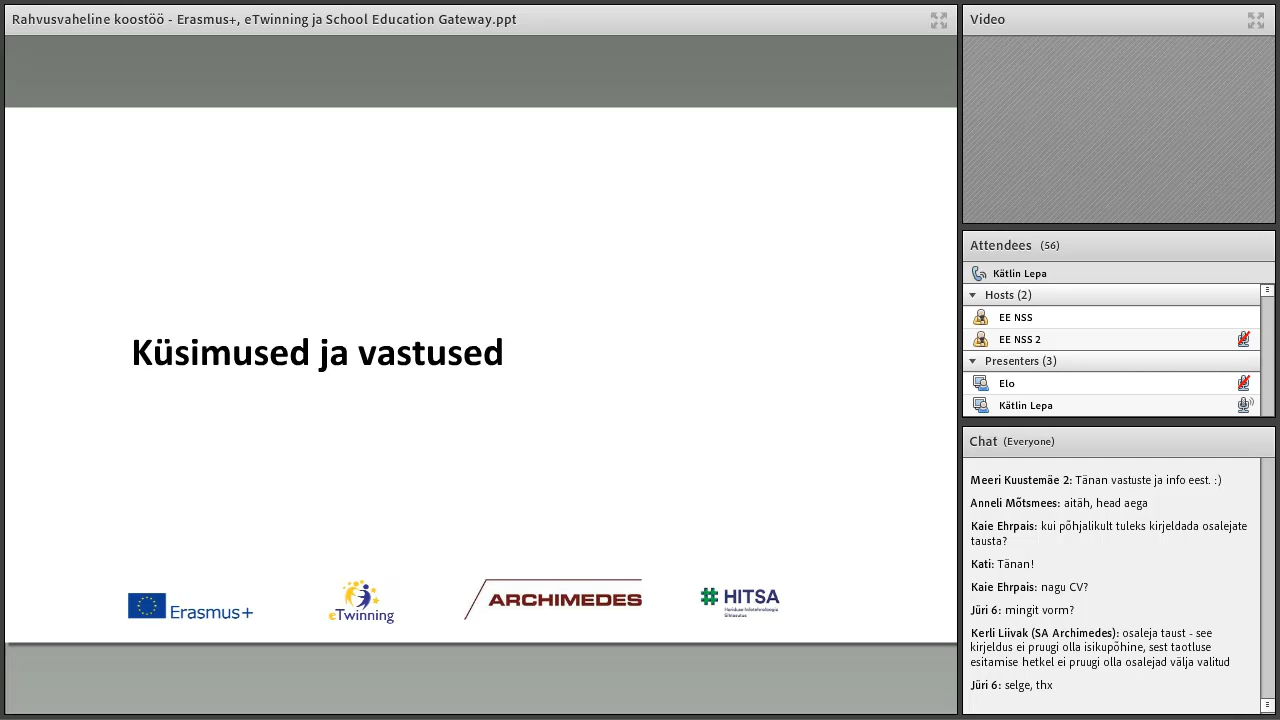 Rahvusvaheline koostöö - Erasmus+, eTwinning ja School Education Gateway.ppt
Küsimused ja vastused
Erasmus+
eTwinning
ARCHIMEDES
HITSA
Hariduse Infotehnoloogia
Sihtasutus
Video
Attendees (56)
Kätlin Lepa
Hosts (2)
EE NSS
EE NSS 2
Presenters (3)
Elo
Kätlin Lepa
Chat (Everyone)
Meeri Kuustemäe 2: Tänan vastuste ja info eest. :)
Anneli Mõtsmees: aitäh, head aega
Kaie Ehrpais: kui põhjalikult tuleks kirjeldada osalejate
tausta?
Kati: Tänan!
Kaie Ehrpais: nagu CV?
Jüri 6: mingit vorm?
Kerli Liivak (SA Archimedes): osaleja taust - see
kirjeldus ei pruugi olla isikupõhine, sest taotluse
esitamise hetkel ei pruugi olla osalejad välja valitud
Jüri 6: selge, thx